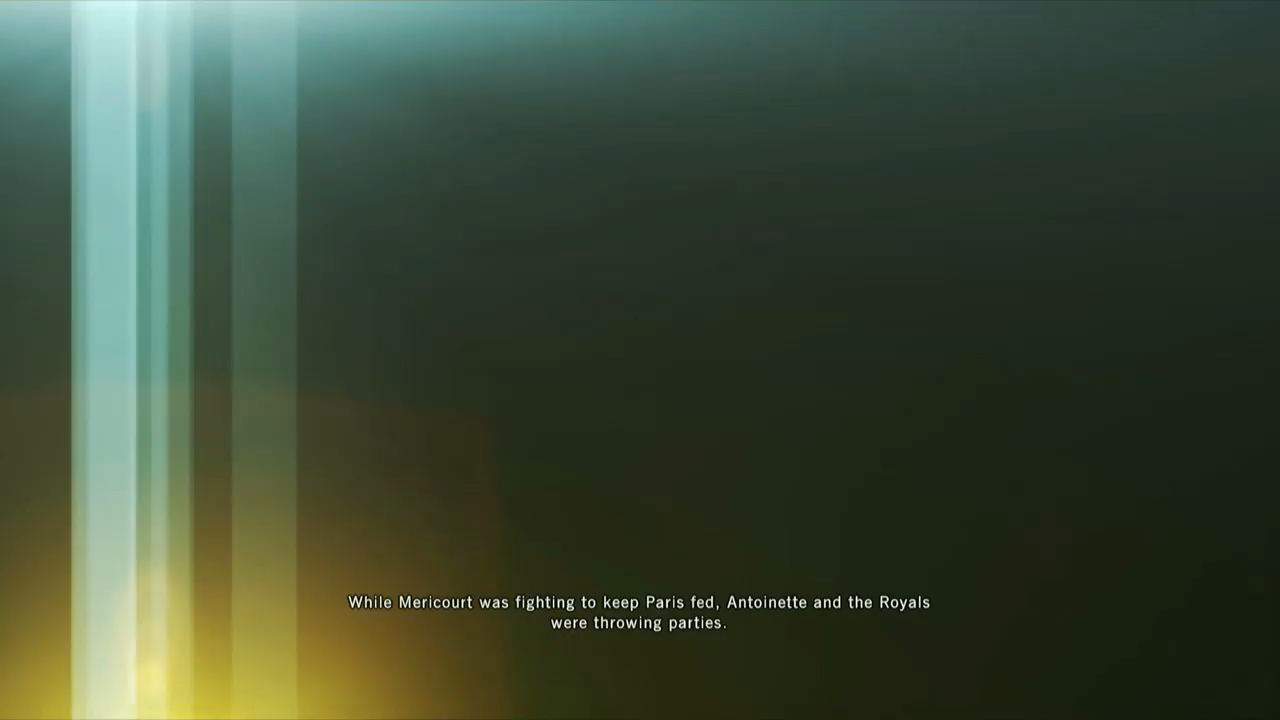 While Mericourt was fighting to keep Paris fed, Antoinette and the Royals
were throwing parties.